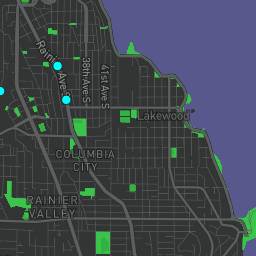 Rainier Ave S
38th Ave S
41st Ave S
Lakewood
COLUMBIA
CITY
RAINIER
VALLEY